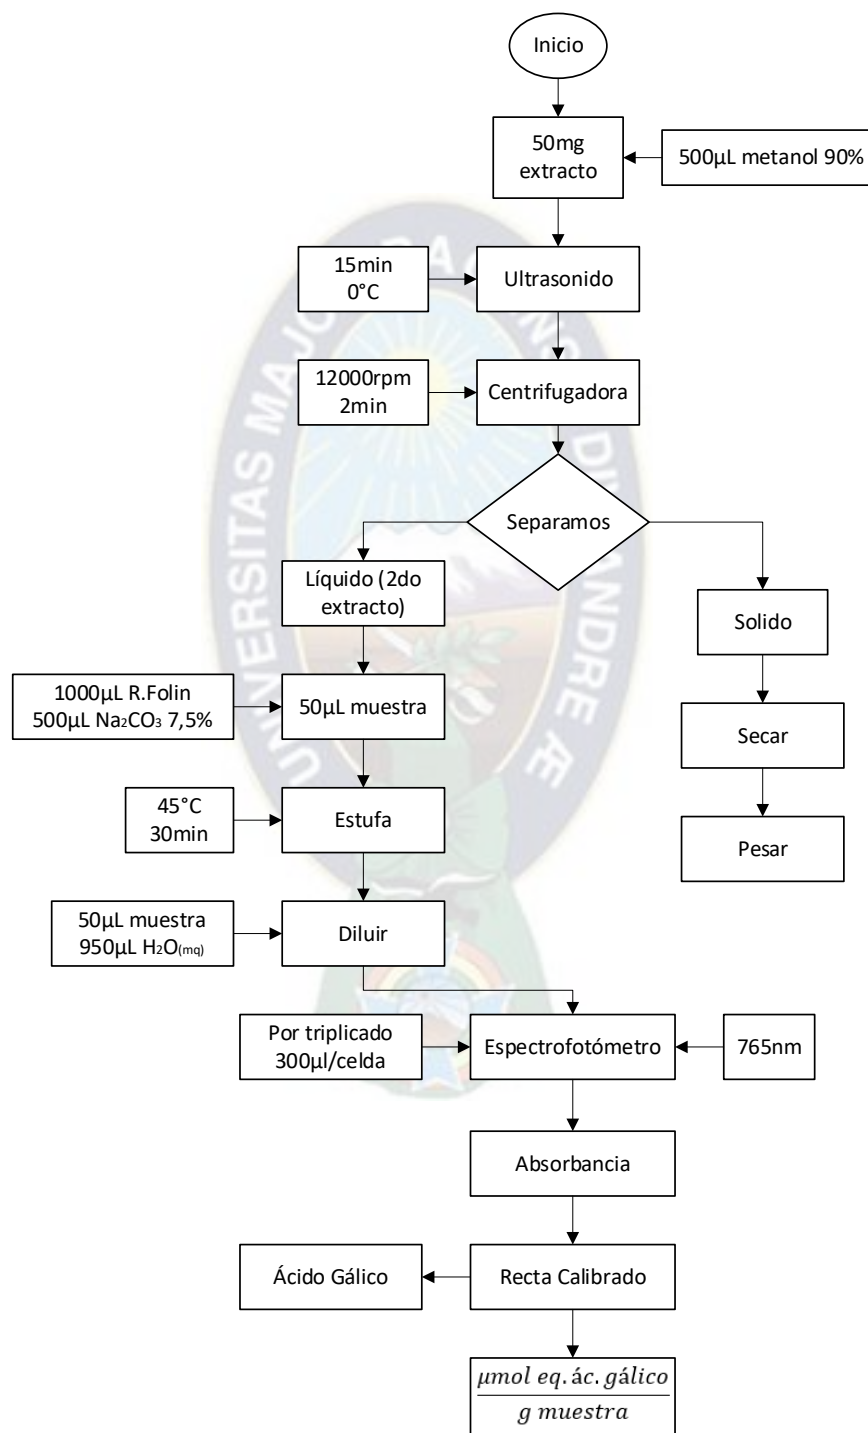 Inicio
50mg
extracto
500µL metanol 90%
15min
0°C
Ultrasonido
12000rpm
2min
Centrifugadora
Separamos
Líquido (2do
extracto)
Solido
1000µL R.Folin
500µL Na₂CO₃ 7,5%
50µL muestra
Secar
45°C
30min
Estufa
Pesar
50µL muestra
950µL H₂O(mq)
Diluir
Por triplicado
300µl/celda
Espectrofotómetro
765nm
Absorbancia
Ácido Gálico
Recta Calibrado
µmol eq. ác. gálico
g muestra